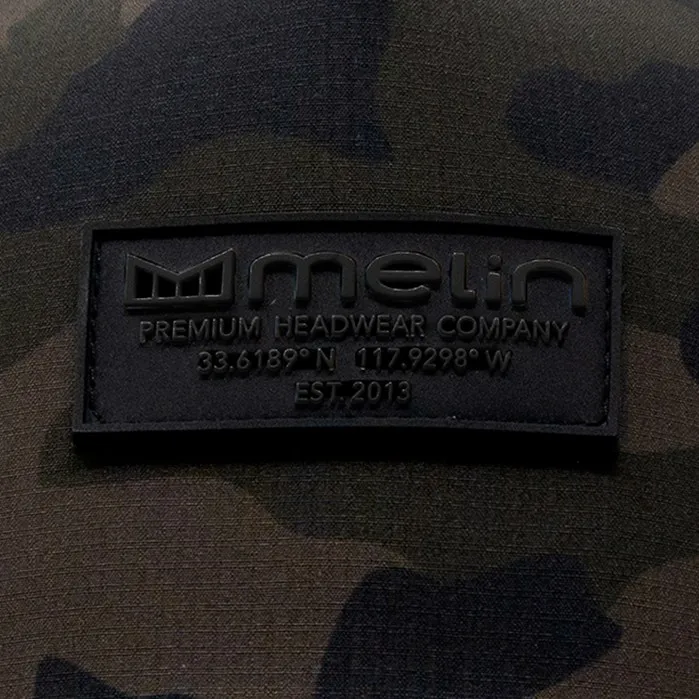 melin
PREMIUM HEADWEAR COMPANY
33.6189° N 117.9298° W
EST. 2013